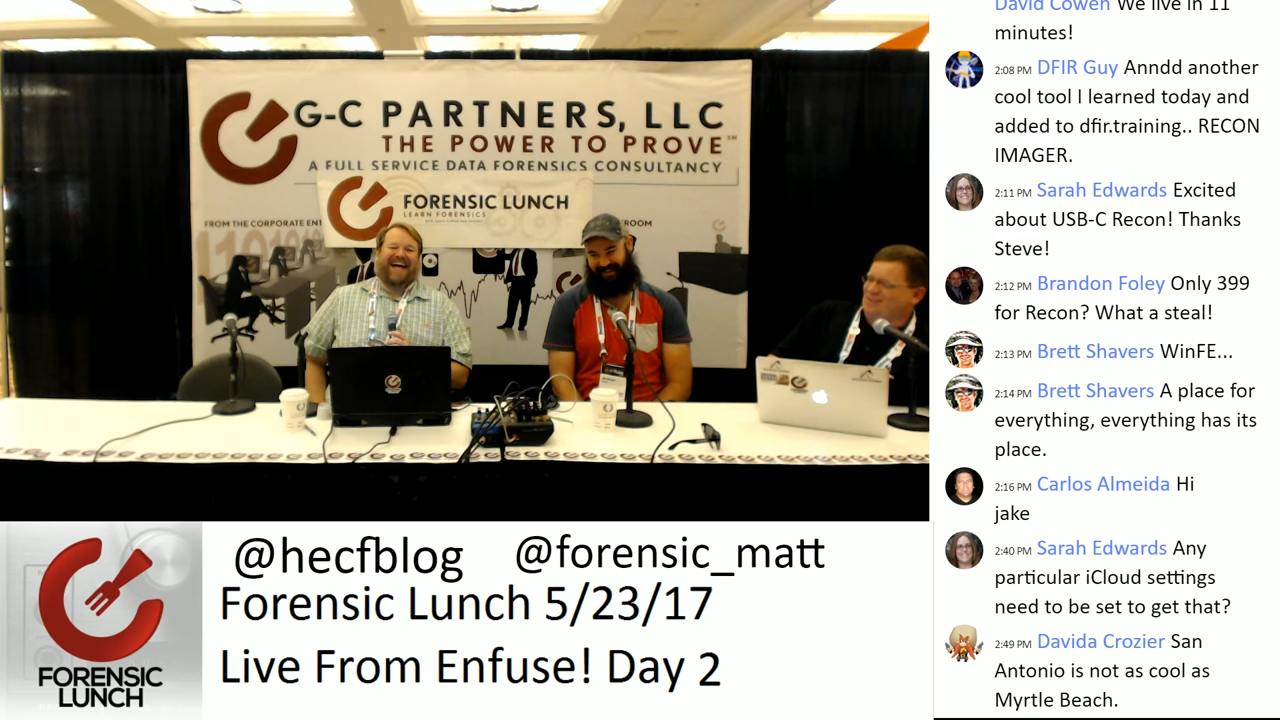 G-C PARTNERS, LLC
THE POWER TO PROVE
SM
A FULL SERVICE DATA FORENSICS CONSULTANCY
FORENSIC LUNCH
LEARN FORENSICS
FROM THE CORPORATE ENT
ROOM
@hecfblog @forensic_matt
Forensic Lunch 5/23/17
Live From Enfuse! Day 2
FORENSIC
LUNCH
David Cowen We live in 11
minutes!
2:08 PM DFIR Guy Anndd another
cool tool I learned today and
added to dfir.training.. RECON
IMAGER.
2:11 PM Sarah Edwards Excited
about USB-C Recon! Thanks
Steve!
2:12 PM Brandon Foley Only 399
for Recon? What a steal!
2:13 PM Brett Shavers WinFE...
2:14 PM Brett Shavers A place for
everything, everything has its
place.
2:16 PM Carlos Almeida Hi
jake
2:40 PM Sarah Edwards Any
particular iCloud settings
need to be set to get that?
2:49 PM Davida Crozier San
Antonio is not as cool as
Myrtle Beach.